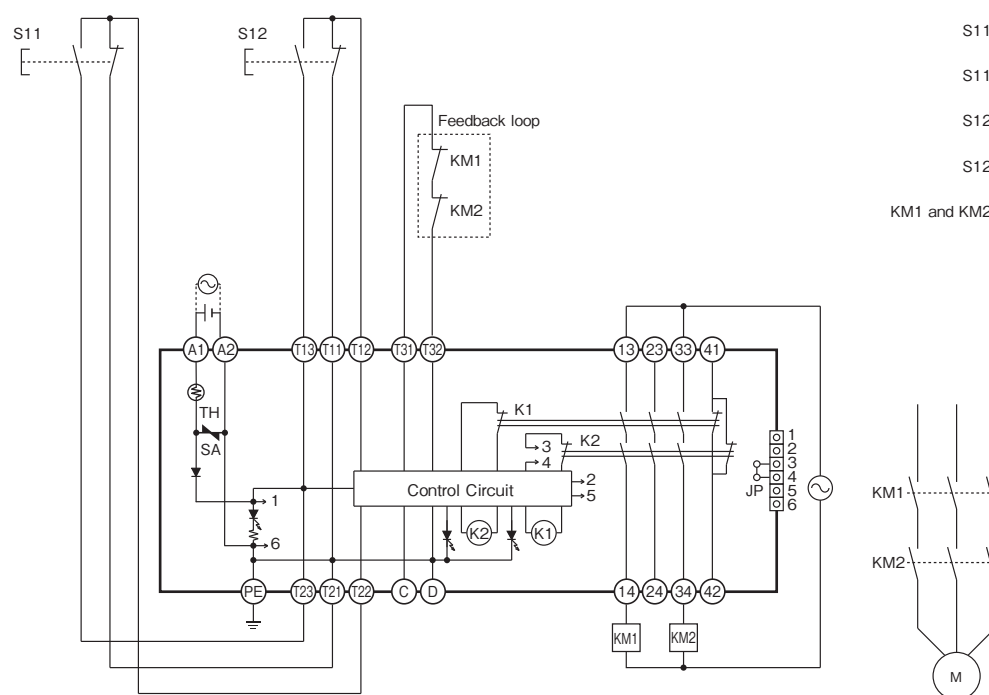 S11
S12
S11
S11
S12
S12
KM1 and KM2
Feedback loop
KM1
KM2
A1 A2 T13 T11 T12 T31 T32 13 23 33 41
TH
SA
K1
K2
3
4
1
2
3
4
5
6
JP
Control Circuit
2
5
1
6
K2 K1
PE T23 T21 T22 C D 14 24 34 42
KM1 KM2
KM1
KM2
M